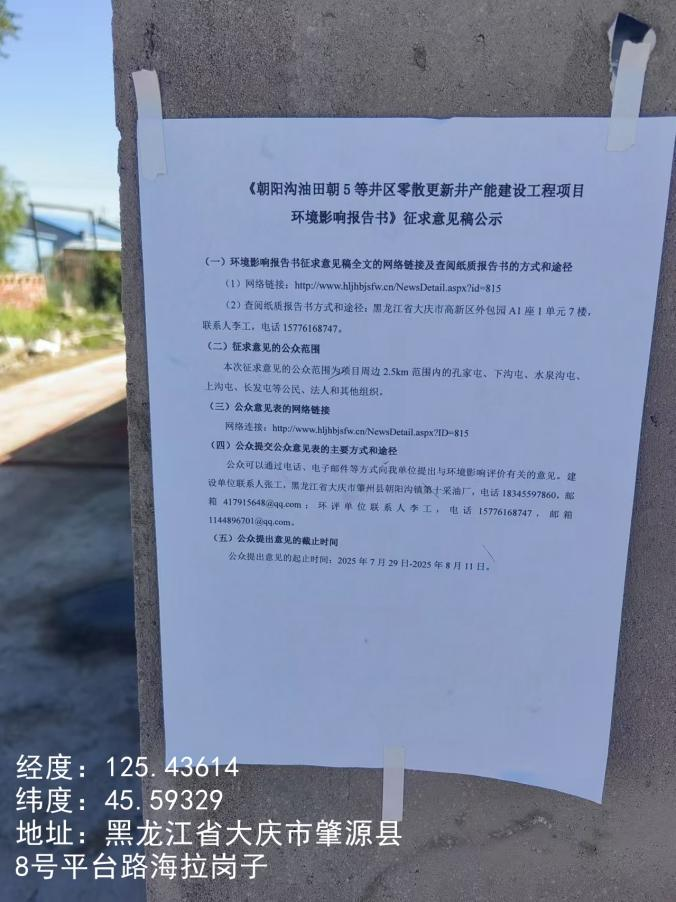 《朝阳沟油田朝5等井区零散更新井产能建设工程项目
环境影响报告书》征求意见稿公示
（一）环境影响报告书征求意见稿全文的网络链接及查阅纸质报告书的方式和途径
（1）网络链接：http://www.hljhbjsfw.cn/NewsDetail.aspx?id=815
（2）查阅纸质报告书方式和途径：黑龙江省大庆市高新区外包园A1座1单元7楼，
联系人李工，电话15776168747。
（二）征求意见的公众范围
本次征求意见的公众范围为项目周边2.5km范围内的孔家屯、下沟屯、水泉沟屯、
上沟屯、长发屯等公民、法人和其他组织。
（三）公众意见表的网络链接
网络连接：http://www.hljhbjsfw.cn/NewsDetail.aspx?ID=815
（四）公众提交公众意见表的主要方式和途径
公众可以通过电话、电子邮件等方式向我单位提出与环境影响评价有关的意见。建
设单位联系人张工，黑龙江省大庆市肇州县朝阳沟镇第十采油厂，电话18345597860，邮
箱417915648@qq.com；环评单位联系人李工，电话15776168747，邮箱
1144896701@qq.com。
（五）公众提出意见的截止时间
公众提出意见的起止时间：2025年7月29日-2025年8月11日。
经度：125.43614
纬度：45.59329
地址：黑龙江省大庆市肇源县
8号平台路海拉岗子